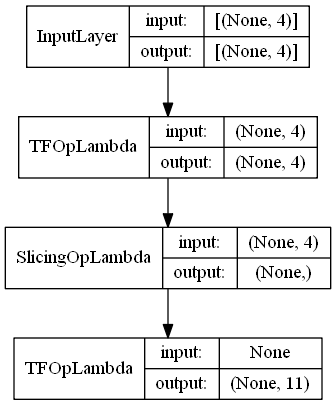 InputLayer
input: [(None, 4)]
output: [(None, 4)]
TFOpLambda
input: (None, 4)
output: (None, 4)
SlicingOpLambda
input: (None, 4)
output: (None,)
TFOpLambda
input: None
output: (None, 11)